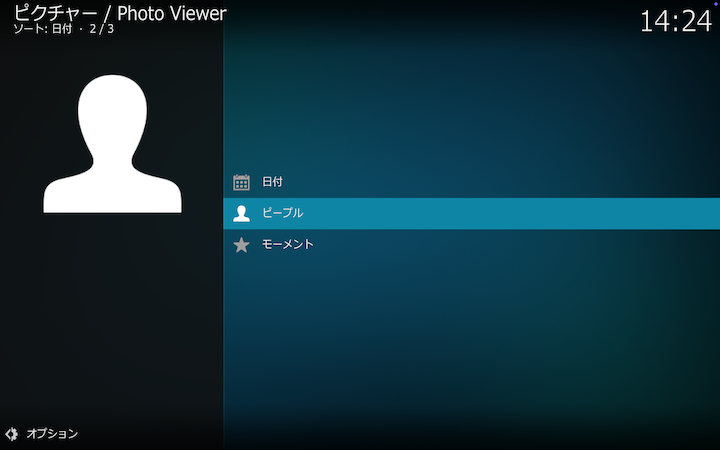 ピクチャー / Photo Viewer
ソート: 日付 · 2 / 3
14:24
日付
ピープル
モーメント
オプション